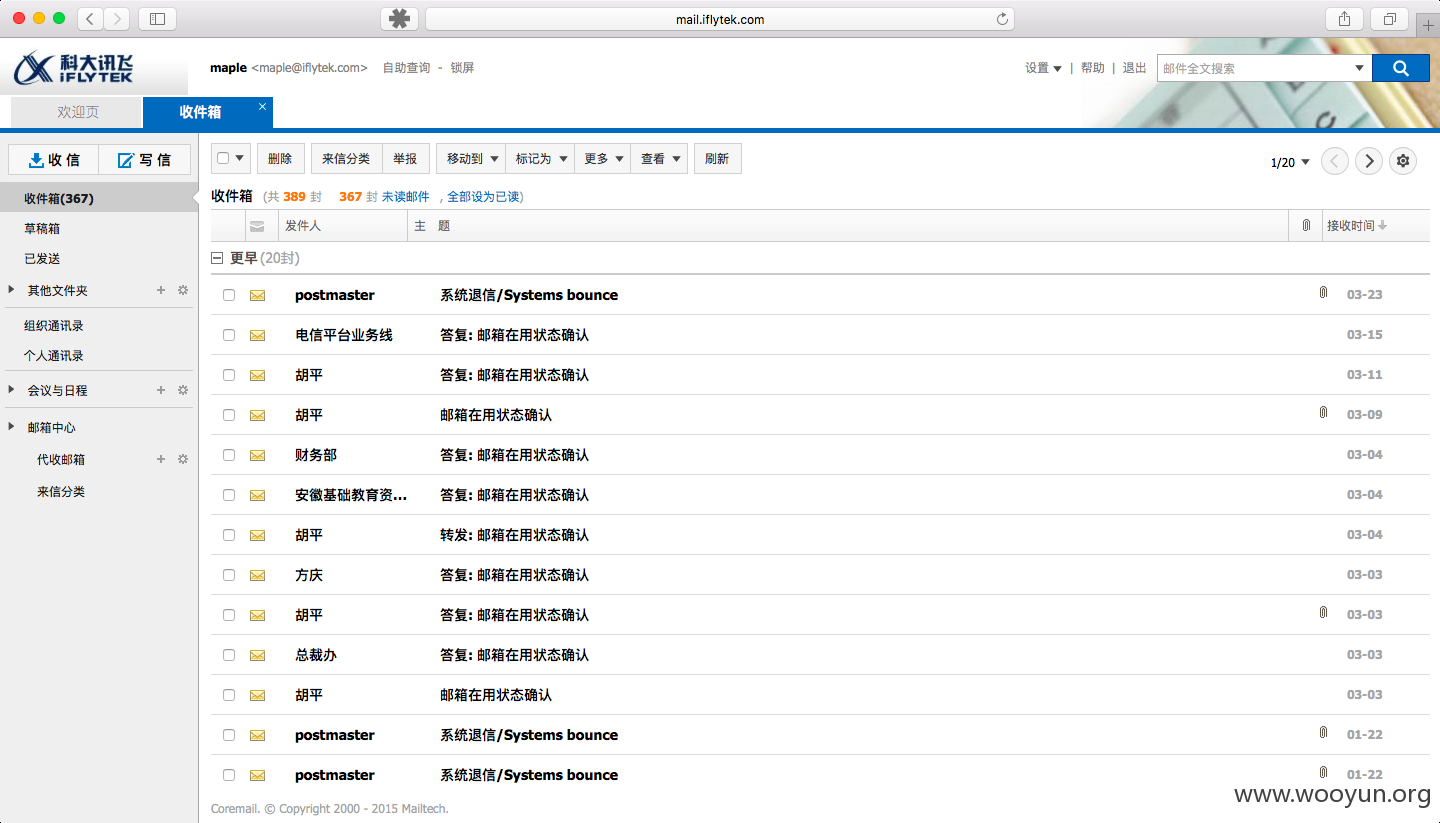 mail.iflytek.com
科大讯飞
iFLYTEK
maple <maple@iflytek.com> 自助查询 - 锁屏
设置 | 帮助 | 退出 邮件全文搜索
欢迎页 收件箱
收信 写信
删除 来信分类 举报 移动到 标记为 更多 查看 刷新
1/20
收件箱(367)
草稿箱
已发送
其他文件夹
组织通讯录
个人通讯录
会议与日程
邮箱中心
代收邮箱
来信分类
收件箱 (共 389 封 367 封 未读邮件 , 全部设为已读)
发件人 主 题 接收时间
更早(20封)
postmaster 系统退信/Systems bounce 03-23
电信平台业务线 答复: 邮箱在用状态确认 03-15
胡平 答复: 邮箱在用状态确认 03-11
胡平 邮箱在用状态确认 03-09
财务部 答复: 邮箱在用状态确认 03-04
安徽基础教育资... 答复: 邮箱在用状态确认 03-04
胡平 转发: 邮箱在用状态确认 03-04
方庆 答复: 邮箱在用状态确认 03-03
胡平 答复: 邮箱在用状态确认 03-03
总裁办 答复: 邮箱在用状态确认 03-03
胡平 邮箱在用状态确认 03-03
postmaster 系统退信/Systems bounce 01-22
postmaster 系统退信/Systems bounce 01-22
Coremail. © Copyright 2000 - 2015 Mailtech.
www.wooyun.org